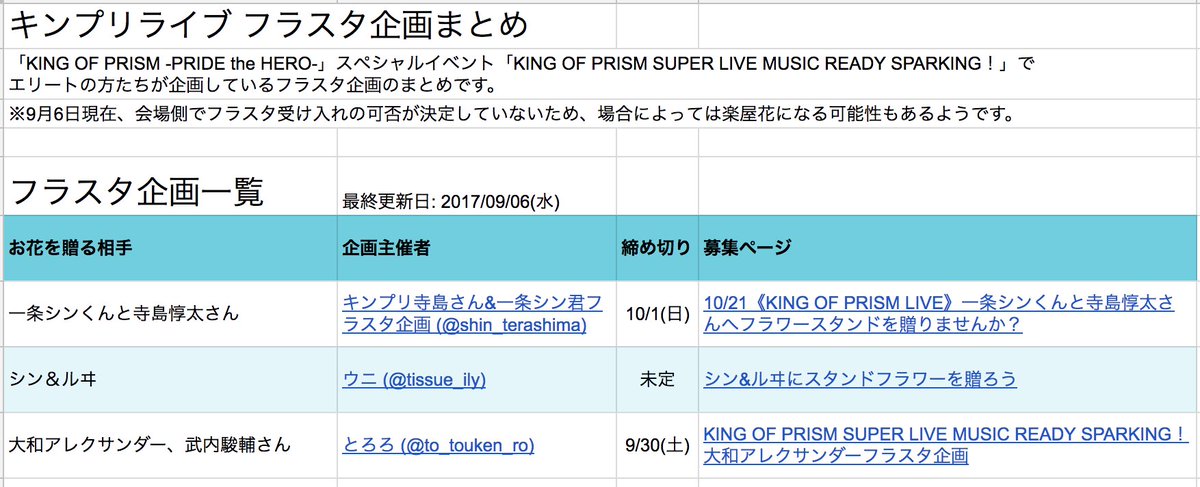 キンプリライブ フラスタ企画まとめ
「KING OF PRISM -PRIDE the HERO-」スペシャルイベント「KING OF PRISM SUPER LIVE MUSIC READY SPARKING！」で
エリートの方たちが企画しているフラスタ企画のまとめです。
※9月6日現在、会場側でフラスタ受け入れの可否が決定していないため、場合によっては楽屋花になる可能性もあるようです。
フラスタ企画一覧
最終更新日: 2017/09/06(水)
お花を贈る相手 企画主催者 締め切り 募集ページ
一条シンくんと寺島惇太さん
キンプリ寺島さん&一条シン君フ
ラスタ企画 (@shin_terashima)
10/1(日)
10/21《KING OF PRISM LIVE》一条シンくんと寺島惇太さ
んへフラワースタンドを贈りませんか？
シン＆ルヰ
ウニ (@tissue_ily)
未定
シン&ルヰにスタンドフラワーを贈ろう
大和アレクサンダー、武内駿輔さん
とろろ (@to_touken_ro)
9/30(土)
KING OF PRISM SUPER LIVE MUSIC READY SPARKING！
大和アレクサンダーフラスタ企画